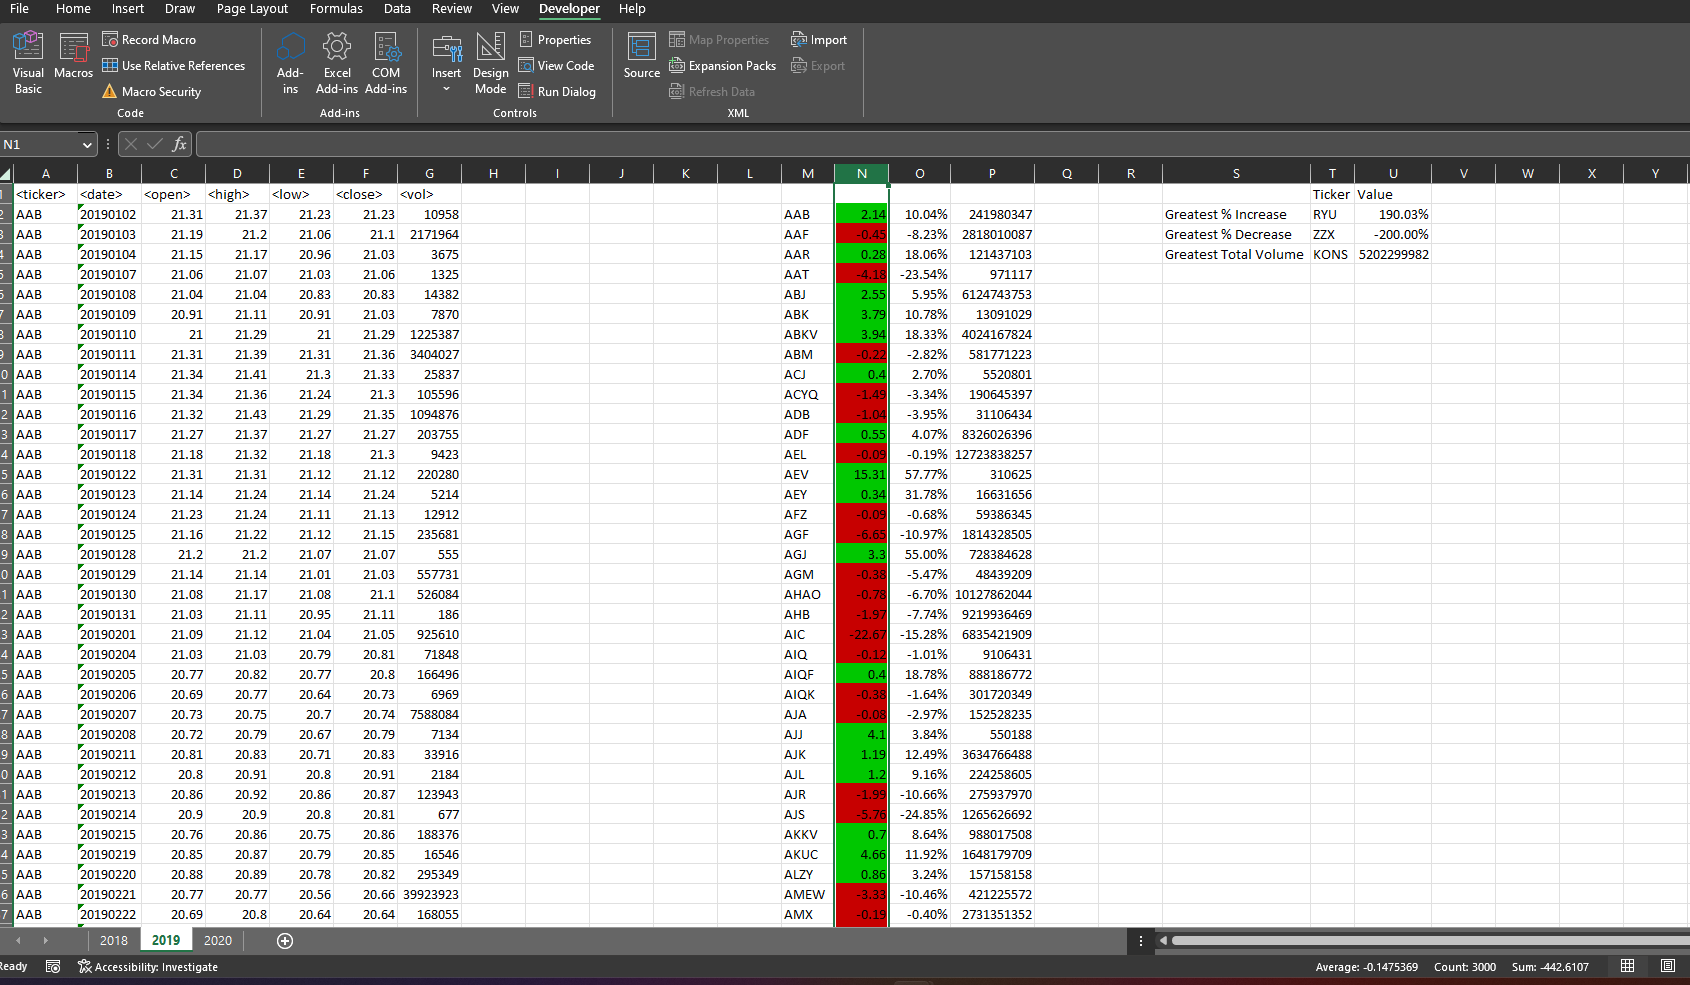 File Home Insert Draw Page Layout Formulas Data Review View Developer Help
Visual Basic
Macros
Record Macro
Use Relative References
Macro Security
Code
Add-ins
Excel Add-ins
COM Add-ins
Add-ins
Insert
Design Mode
Properties
View Code
Run Dialog
Controls
Source
Map Properties
Expansion Packs
Refresh Data
Import
Export
XML
N1 fx
A B C D E F G H I J K L M N O P Q R S T U V W X Y
<ticker> <date> <open> <high> <low> <close> <vol> Ticker Value
2 AAB 20190102 21.31 21.37 21.23 21.23 10958 AAB 2.14 10.04% 241980347 Greatest % Increase RYU 190.03%
3 AAB 20190103 21.19 21.2 21.06 21.1 2171964 AAF -0.45 -8.23% 2818010087 Greatest % Decrease ZZX -200.00%
4 AAB 20190104 21.15 21.17 20.96 21.03 3675 AAR 0.28 18.06% 121437103 Greatest Total Volume KONS 5202299982
5 AAB 20190107 21.06 21.07 21.03 21.06 1325 AAT -4.18 -23.54% 971117
6 AAB 20190108 21.04 21.04 20.83 20.83 14382 ABJ 2.55 5.95% 6124743753
7 AAB 20190109 20.91 21.11 20.91 21.03 7870 ABK 3.79 10.78% 13091029
8 AAB 20190110 21 21.29 21 21.29 1225387 ABKV 3.94 18.33% 4024167824
9 AAB 20190111 21.31 21.39 21.31 21.36 3404027 ABM -0.22 -2.82% 581771223
0 AAB 20190114 21.34 21.41 21.3 21.33 25837 ACJ 0.4 2.70% 5520801
1 AAB 20190115 21.34 21.36 21.24 21.3 105596 ACYQ -1.49 -3.34% 190645397
2 AAB 20190116 21.32 21.43 21.29 21.35 1094876 ADB -1.04 -3.95% 31106434
3 AAB 20190117 21.27 21.37 21.27 21.27 203755 ADF 0.55 4.07% 8326026396
4 AAB 20190118 21.18 21.32 21.18 21.3 9423 AEL -0.09 -0.19% 12723838257
5 AAB 20190122 21.31 21.31 21.12 21.12 220280 AEV 15.31 57.77% 310625
6 AAB 20190123 21.14 21.24 21.14 21.24 5214 AEY 0.34 31.78% 16631656
7 AAB 20190124 21.23 21.24 21.11 21.13 12912 AFZ -0.09 -0.68% 59386345
8 AAB 20190125 21.16 21.22 21.12 21.15 235681 AGF -6.65 -10.97% 1814328505
9 AAB 20190128 21.2 21.2 21.07 21.07 555 AGJ 3.3 55.00% 728384628
0 AAB 20190129 21.14 21.14 21.01 21.03 557731 AGM -0.38 -5.47% 48439209
1 AAB 20190130 21.08 21.17 21.08 21.1 526084 AHAO -0.78 -6.70% 10127862044
2 AAB 20190131 21.03 21.11 20.95 21.11 186 AHB -1.97 -7.74% 9219936469
3 AAB 20190201 21.09 21.12 21.04 21.05 925610 AIC -22.67 -15.28% 6835421909
4 AAB 20190204 21.03 21.03 20.79 20.81 71848 AIQ -0.12 -1.01% 9106431
5 AAB 20190205 20.77 20.82 20.77 20.8 166496 AIQF 0.4 18.78% 888186772
6 AAB 20190206 20.69 20.77 20.64 20.73 6969 AIQK -0.38 -1.64% 301720349
7 AAB 20190207 20.73 20.75 20.7 20.74 7588084 AJA -0.08 -2.97% 152528235
8 AAB 20190208 20.72 20.79 20.67 20.79 7134 AJJ 4.1 3.84% 550188
9 AAB 20190211 20.81 20.83 20.71 20.83 33916 AJK 1.19 12.49% 3634766488
0 AAB 20190212 20.8 20.91 20.8 20.91 2184 AJL 1.2 9.16% 224258605
1 AAB 20190213 20.86 20.92 20.86 20.87 123943 AJR -1.99 -10.66% 275937970
2 AAB 20190214 20.9 20.9 20.8 20.81 677 AJS -5.76 -24.85% 1265626692
3 AAB 20190215 20.76 20.86 20.75 20.86 188376 AKKV 0.7 8.64% 988017508
4 AAB 20190219 20.85 20.87 20.79 20.85 16546 AKUC 4.66 11.92% 1648179709
5 AAB 20190220 20.88 20.89 20.78 20.82 295349 ALZY 0.86 3.24% 157158158
6 AAB 20190221 20.77 20.77 20.56 20.66 39923923 AMEW -3.33 -10.46% 421225572
7 AAB 20190222 20.69 20.8 20.64 20.64 168055 AMX -0.19 -0.40% 2731351352
2018 2019 2020
Ready Accessibility: Investigate Average: -0.1475369 Count: 3000 Sum: -442.6107